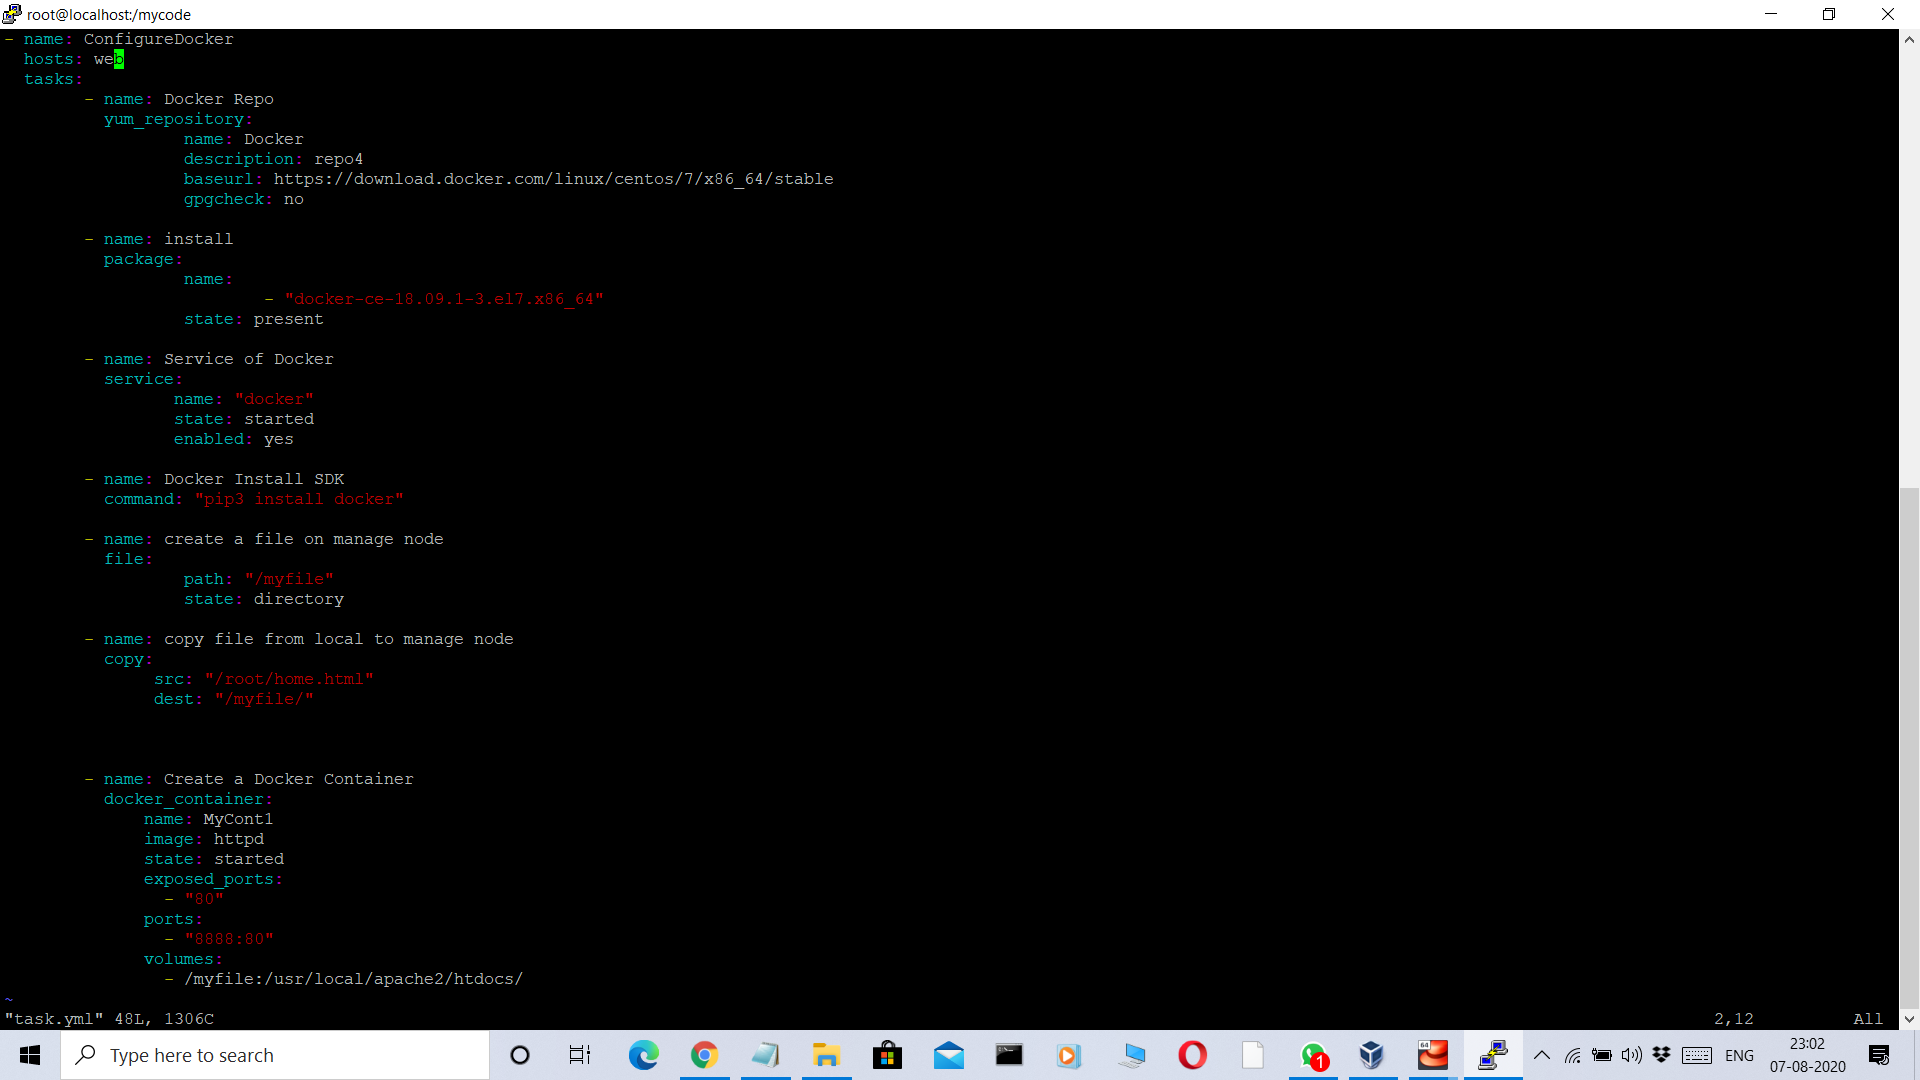 root@localhost:/mycode
- name: ConfigureDocker
  hosts: web
  tasks:
        - name: Docker Repo
          yum_repository:
                  name: Docker
                  description: repo4
                  baseurl: https://download.docker.com/linux/centos/7/x86_64/stable
                  gpgcheck: no
        - name: install
          package:
                  name:
                          - "docker-ce-18.09.1-3.el7.x86_64"
                  state: present
        - name: Service of Docker
          service:
                 name: "docker"
                 state: started
                 enabled: yes
        - name: Docker Install SDK
          command: "pip3 install docker"
        - name: create a file on manage node
          file:
                  path: "/myfile"
                  state: directory
        - name: copy file from local to manage node
          copy:
               src: "/root/home.html"
               dest: "/myfile/"
        - name: Create a Docker Container
          docker_container:
              name: MyCont1
              image: httpd
              state: started
              exposed_ports:
                - "80"
              ports:
                - "8888:80"
              volumes:
                - /myfile:/usr/local/apache2/htdocs/
~
"task.yml" 48L, 1306C 2,12 All
Type here to search
64
1
ENG
23:02
07-08-2020